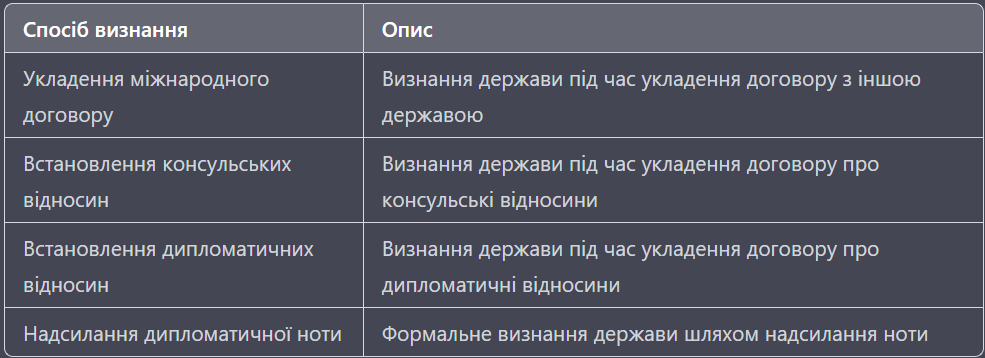 Спосіб визнання
Опис
Укладення міжнародного
договору
Визнання держави під час укладення договору з іншою
державою
Встановлення консульських
відносин
Визнання держави під час укладення договору про
консульські відносини
Встановлення дипломатичних
відносин
Визнання держави під час укладення договору про
дипломатичні відносини
Надсилання дипломатичної ноти
Формальне визнання держави шляхом надсилання ноти